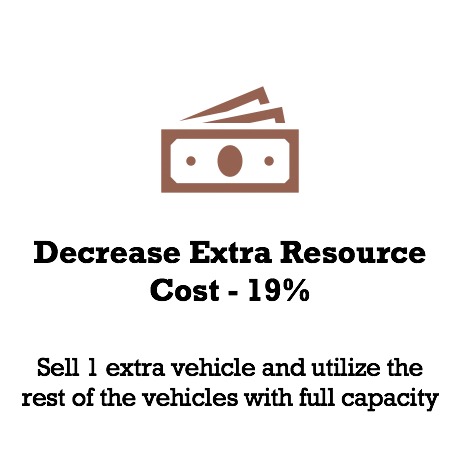 Decrease Extra Resource
Cost - 19%
Sell 1 extra vehicle and utilize the
rest of the vehicles with full capacity